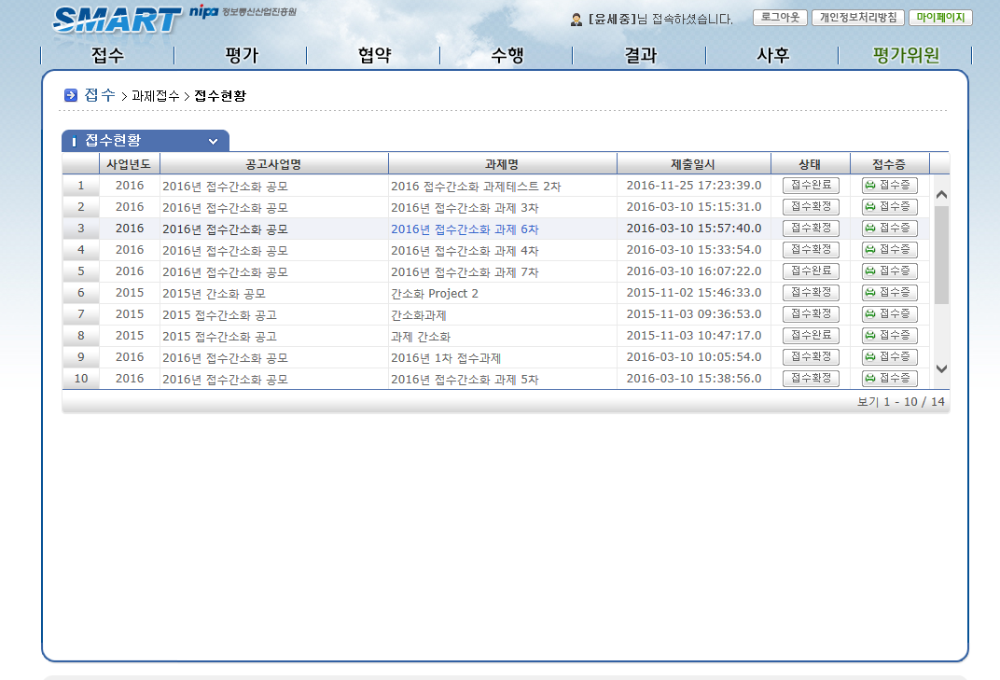 SMART nipa 정보통신산업진흥원
[윤세중]님 접속하셨습니다. 로그아웃 개인정보처리방침 마이페이지
접수 평가 협약 수행 결과 사후 평가위원
접수 > 과제접수 > 접수현황
접수현황
사업년도 공고사업명 과제명 제출일시 상태 접수증
1 2016 2016년 접수간소화 공모 2016 접수간소화 과제테스트 2차 2016-11-25 17:23:39.0 접수완료 접수증
2 2016 2016년 접수간소화 공모 2016년 접수간소화 과제 3차 2016-03-10 15:15:31.0 접수확정 접수증
3 2016 2016년 접수간소화 공모 2016년 접수간소화 과제 6차 2016-03-10 15:57:40.0 접수확정 접수증
4 2016 2016년 접수간소화 공모 2016년 접수간소화 과제 4차 2016-03-10 15:33:54.0 접수확정 접수증
5 2016 2016년 접수간소화 공모 2016년 접수간소화 과제 7차 2016-03-10 16:07:22.0 접수완료 접수증
6 2015 2015년 간소화 공모 간소화 Project 2 2015-11-02 15:46:33.0 접수확정 접수증
7 2015 2015 접수간소화 공고 간소화과제 2015-11-03 09:36:53.0 접수확정 접수증
8 2015 2015 접수간소화 공고 과제 간소화 2015-11-03 10:47:17.0 접수완료 접수증
9 2016 2016년 접수간소화 공모 2016년 1차 접수과제 2016-03-10 10:05:54.0 접수확정 접수증
10 2016 2016년 접수간소화 공모 2016년 접수간소화 과제 5차 2016-03-10 15:38:56.0 접수확정 접수증
보기 1 - 10 / 14